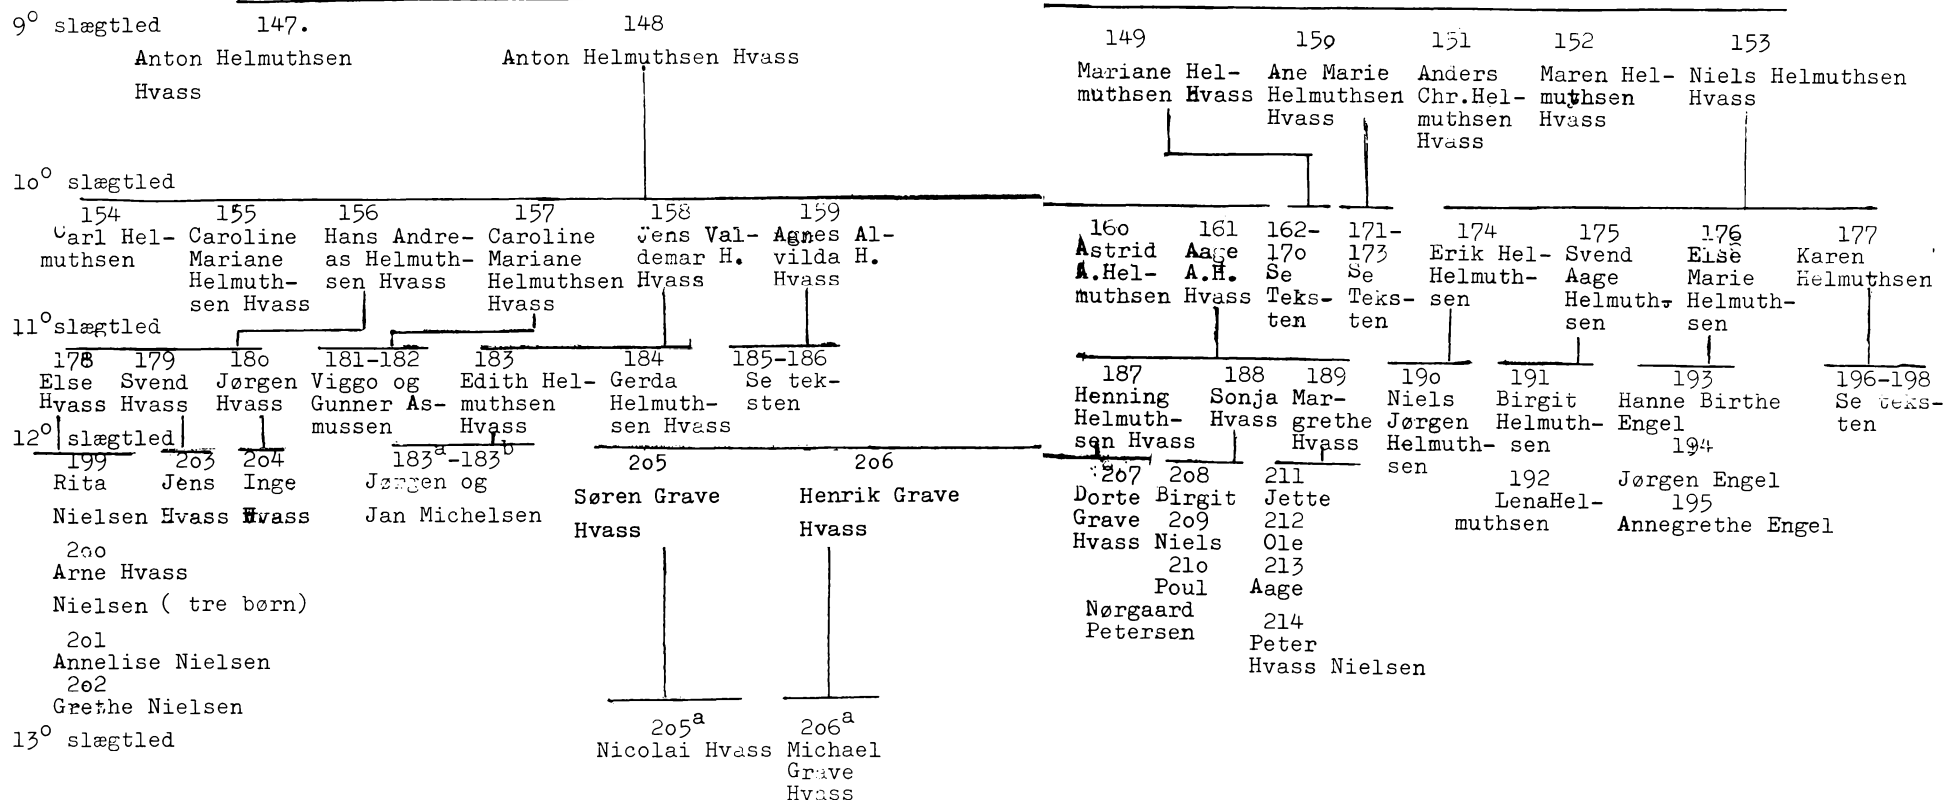 9° slægtled
147.
Anton Helmuthsen
Hvass
148
Anton Helmuthsen Hvass
149
Mariane Hel-
muthsen Hvass
15o
Ane Marie
Helmuthsen
Hvass
151
Anders
Chr.Hel-
muthsen
Hvass
152
Maren Hel-
muthsen
Hvass
153
Niels Helmuthsen
Hvass
1o° slægtled
154
Carl Hel-
muthsen
155
Caroline
Mariane
Helmuth-
sen Hvass
156
Hans Andre-
as Helmuth-
sen Hvass
157
Caroline
Mariane
Helmuthsen
Hvass
158
Jens Val-
demar H.
Hvass
159
Agnes Al-
vilda H.
Hvass
16o
Astrid
A.Hel-
muthsen
161
Aage
A.H.
Hvass
162-
17o
Se
Teks-
ten
171-
173
Se
Teks-
ten
174
Erik Hel-
Helmuth-
sen
175
Svend
Aage
Helmuth-
sen
176
Else
Marie
Helmuth-
sen
177
Karen
Helmuthsen
11° slægtled
178
Else
Hvass
179
Svend
Hvass
18o
Jørgen
Hvass
181-182
Viggo og
Gunner As-
mussen
183
Edith Hel-
muthsen
Hvass
184
Gerda
Helmuth-
sen Hvass
185-186
Se tek-
sten
187
Henning
Helmuth-
sen Hvass
188
Sonja
Hvass
189
Mar-
grethe
Hvass
19o
Niels
Jørgen
Helmuth-
sen
191
Birgit
Helmuth-
sen
192
LenaHel-
muthsen
193
Hanne Birthe
Engel
194
Jørgen Engel
195
Annegrethe Engel
196-198
Se teks-
ten
12° slægtled
199
Rita
Nielsen
2oo
Arne Hvass
Nielsen ( tre børn)
2o1
Annelise Nielsen
2o2
Grethe Nielsen
2o3
Jens
Hvass
2o4
Inge
Hvass
183a-183b
Jørgen og
Jan Michelsen
2o5
Søren Grave
Hvass
2o6
Henrik Grave
Hvass
2o7
Dorte
Grave
Hvass
2o8
Birgit
2o9
Niels
21o
Poul
Nørgaard
Petersen
211
Jette
212
Ole
213
Aage
214
Peter
Hvass Nielsen
13° slægtled
2o5a
Nicolai Hvass
2o6a
Michael
Grave
Hvass